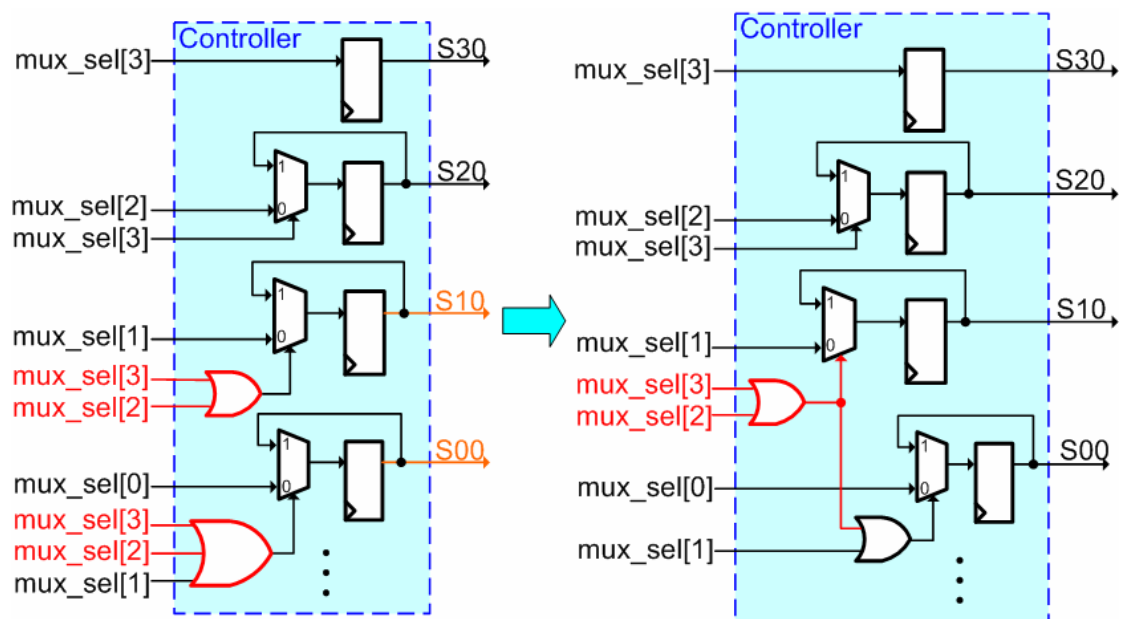 Controller
mux_sel[3]
S30
1
S20
mux_sel[2]
0
mux_sel[3]
1
S10
mux_sel[1]
0
mux_sel[3]
mux_sel[2]
1
S00
mux_sel[0]
0
mux_sel[3]
mux_sel[2]
mux_sel[1]
Controller
mux_sel[3]
S30
1
S20
mux_sel[2]
0
mux_sel[3]
1
S10
mux_sel[1]
0
mux_sel[3]
mux_sel[2]
1
S00
mux_sel[0]
0
mux_sel[1]